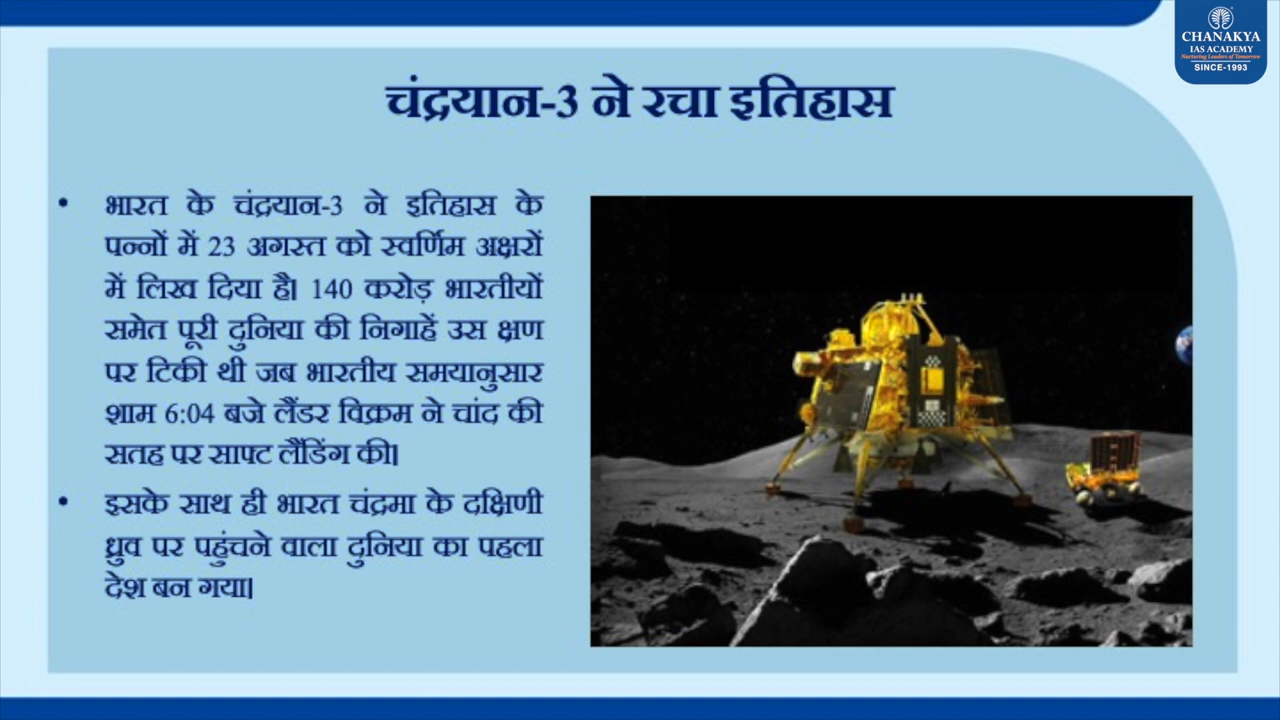 CHANAKYA
IAS ACADEMY
Nurturing Leaders of Tomorrow
SINCE-1993
चंद्रयान-3 ने रचा इतिहास
• भारत के चंद्रयान-3 ने इतिहास के
पन्नों में 23 अगस्त को स्वर्णिम अक्षरों
में लिख दिया है। 140 करोड़ भारतीयों
समेत पूरी दुनिया की निगाहें उस क्षण
पर टिकी थी जब भारतीय समयानुसार
शाम 6:04 बजे लैंडर विक्रम ने चांद की
सतह पर साफ्ट लैंडिंग की।
• इसके साथ ही भारत चंद्रमा के दक्षिणी
ध्रुव पर पहुंचने वाला दुनिया का पहला
देश बन गया।